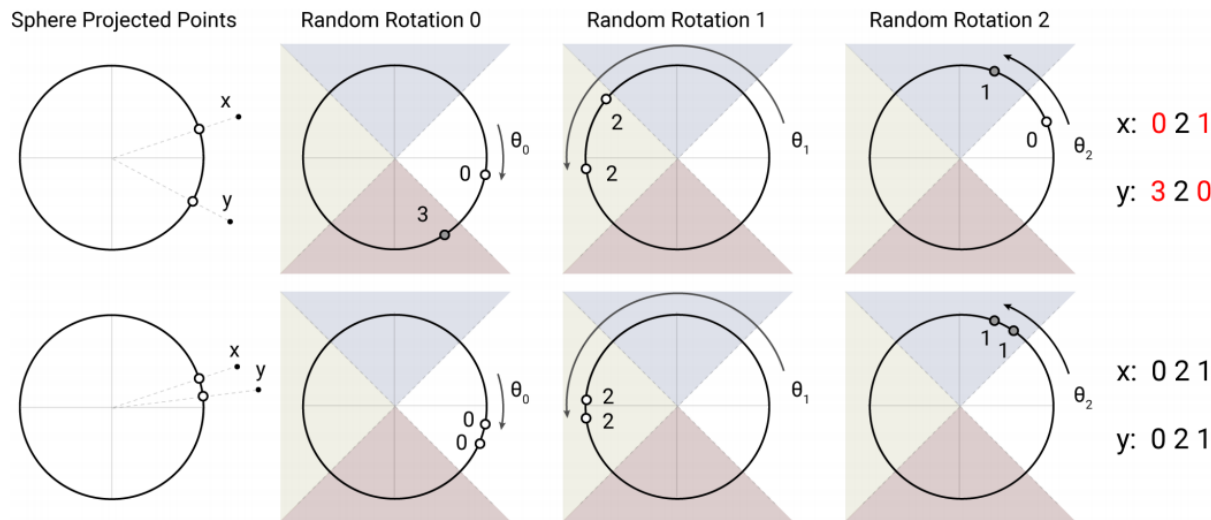 Sphere Projected Points
Random Rotation 0
Random Rotation 1
Random Rotation 2
x
y
0
3
θ0
2
2
θ1
1
0
θ2
x: 0 2 1
y: 3 2 0
x
y
0
0
θ0
2
2
θ1
1
1
θ2
x: 0 2 1
y: 0 2 1